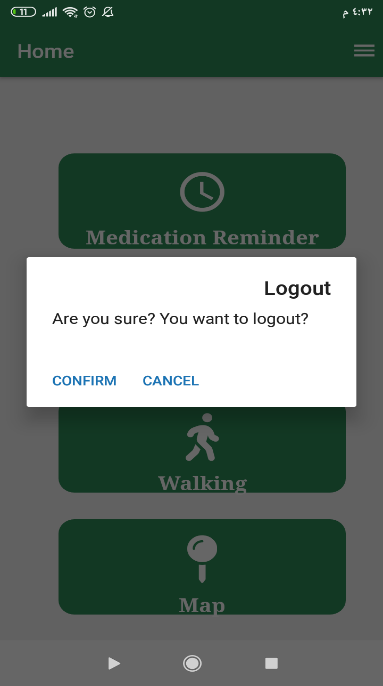 11
٤:٣٢ م
Home
Medication Reminder
Logout
Are you sure? You want to logout?
CONFIRM CANCEL
Walking
Map